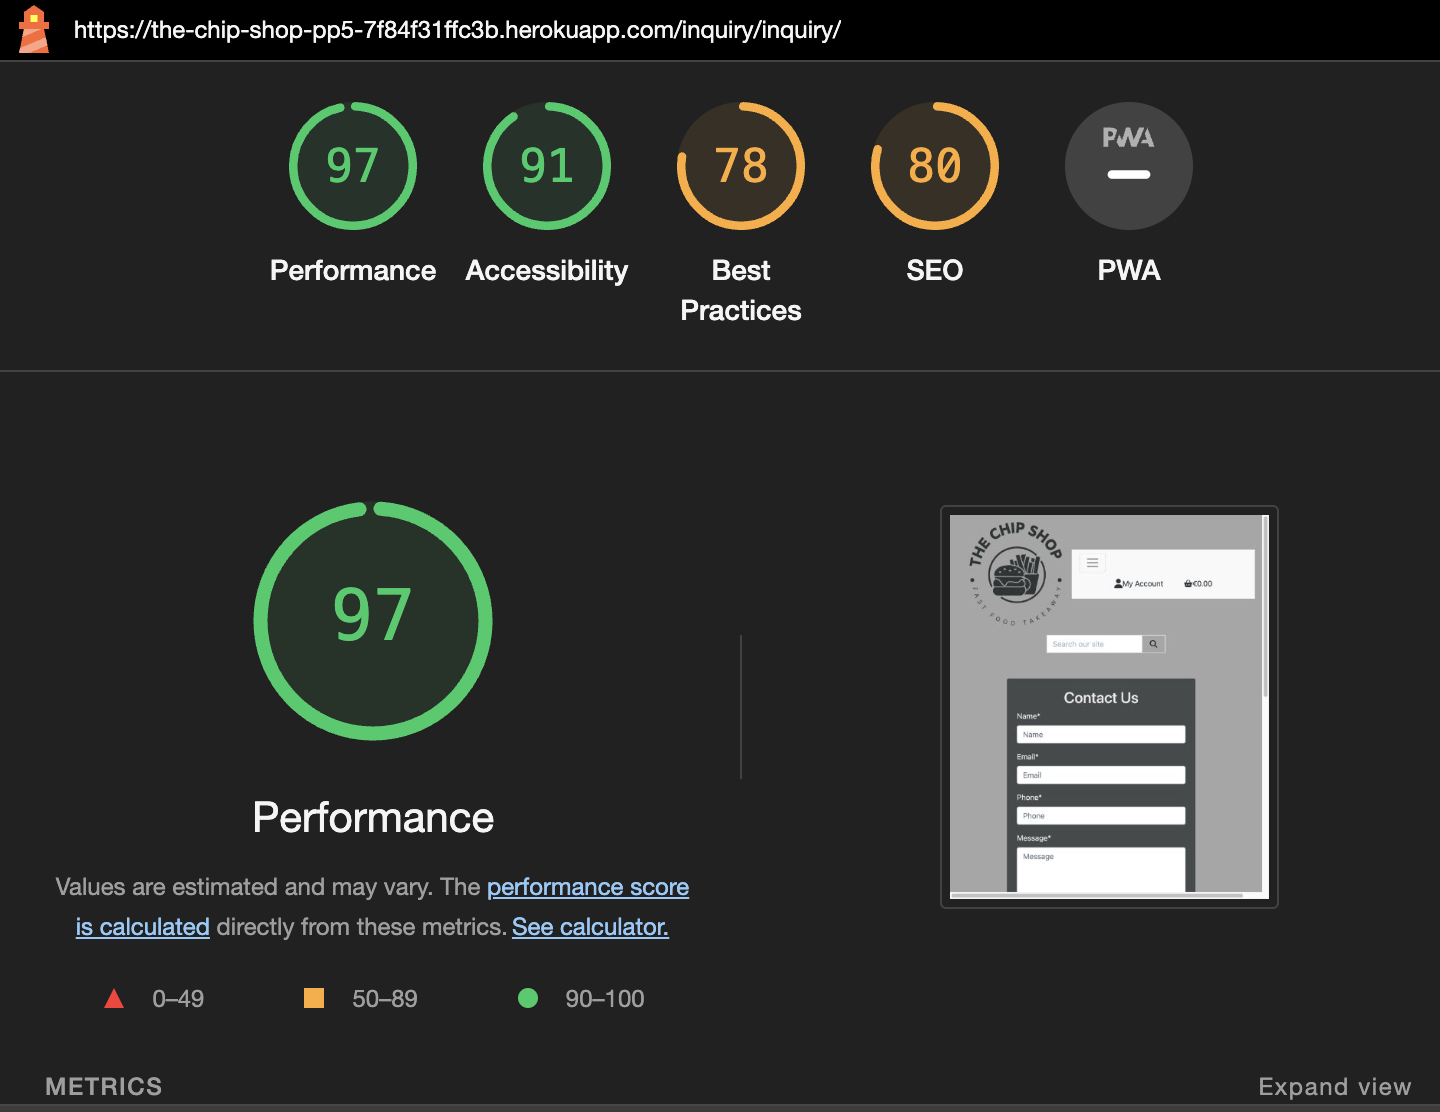 https://the-chip-shop-pp5-7f84f31ffc3b.herokuapp.com/inquiry/inquiry/
97
91
78
80
PWA
Performance
Accessibility
Best
Practices
SEO
PWA
97
Performance
Values are estimated and may vary. The performance score
is calculated directly from these metrics. See calculator.
0–49
50–89
90–100
THE CHIP SHOP
FAST FOOD TAKEAWAY
My Account
€0.00
Search our site
Contact Us
Name*
Name
Email*
Email
Phone*
Phone
Message*
Message
METRICS
Expand view